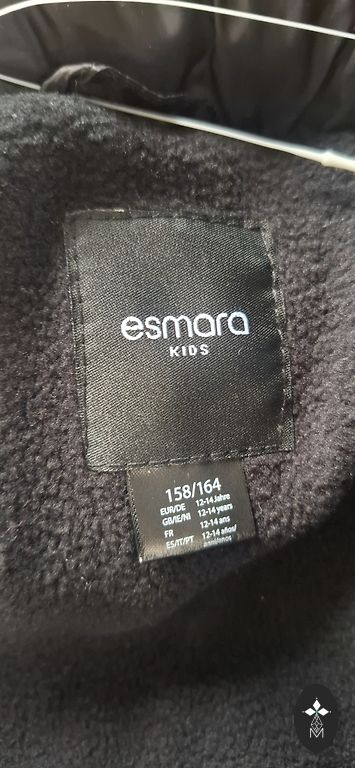 esmara
KIDS
158/164
EUR/DE 12-14 Jahre
GB/IE/NI 12-14 years
FR 12-14 ans
ES/IT/PT 12-14 años/
M